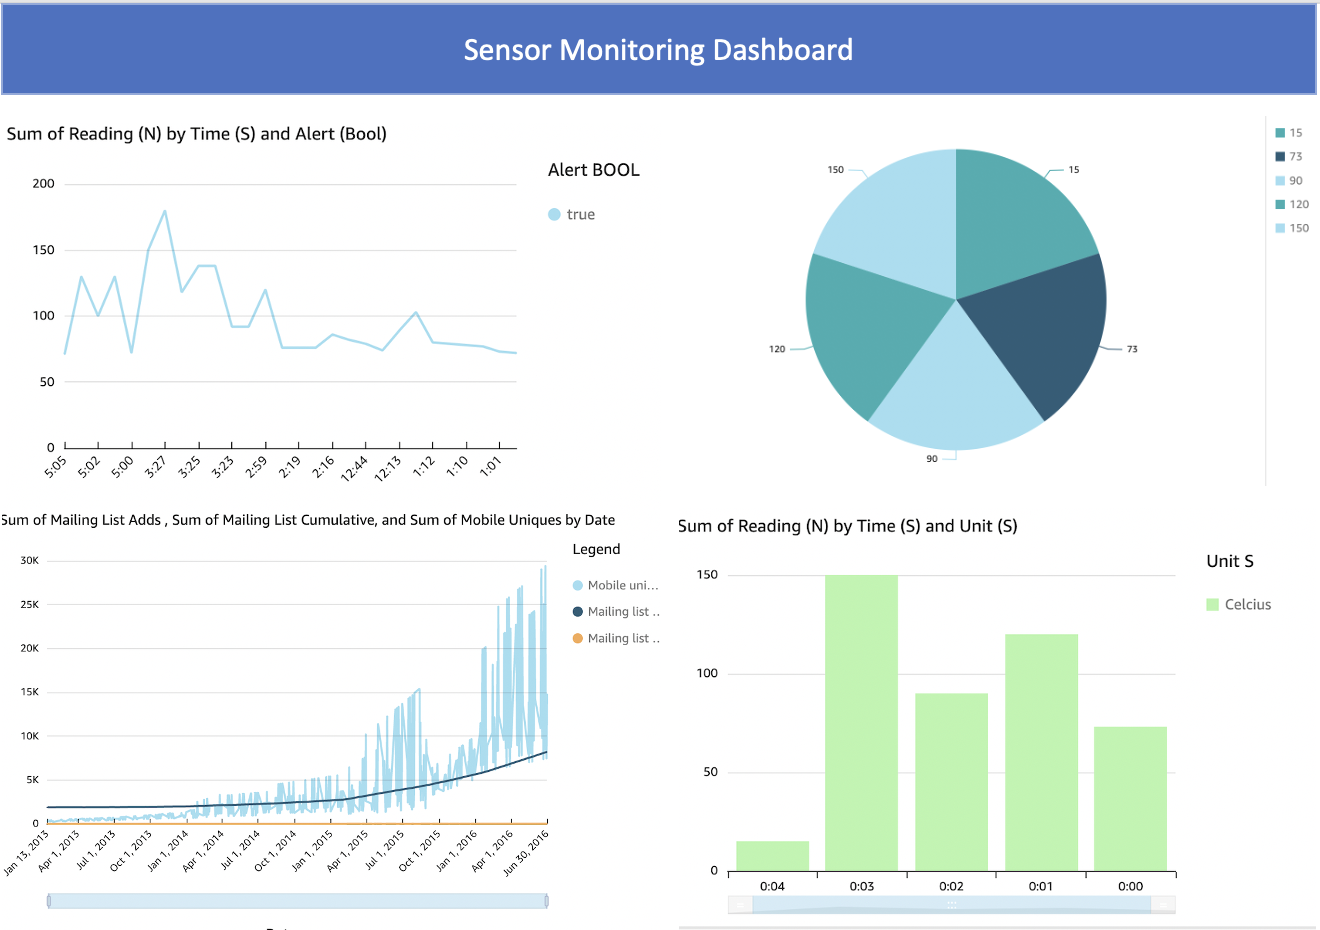 Sensor Monitoring Dashboard
Sum of Reading (N) by Time (S) and Alert (Bool)
Alert BOOL
true
200
150
100
50
0
5:05
5:02
5:00
3:27
3:25
3:23
2:59
2:19
2:16
12:44
12:13
1:12
1:10
1:01
150
15
120
73
90
15
73
90
120
150
Sum of Mailing List Adds , Sum of Mailing List Cumulative, and Sum of Mobile Uniques by Date
Legend
Mobile uni...
Mailing list ..
Mailing list ..
30K
25K
20K
15K
10K
5K
0
Jan 13, 2013
Apr 1, 2013
Jul 1, 2013
Oct 1, 2013
Jan 1, 2014
Apr 1, 2014
Jul 1, 2014
Oct 1, 2014
Jan 1, 2015
Apr 1, 2015
Jul 1, 2015
Oct 1, 2015
Jan 1, 2016
Apr 1, 2016
Jun 30, 2016
Sum of Reading (N) by Time (S) and Unit (S)
Unit S
Celcius
150
100
50
0
0:04
0:03
0:02
0:01
0:00